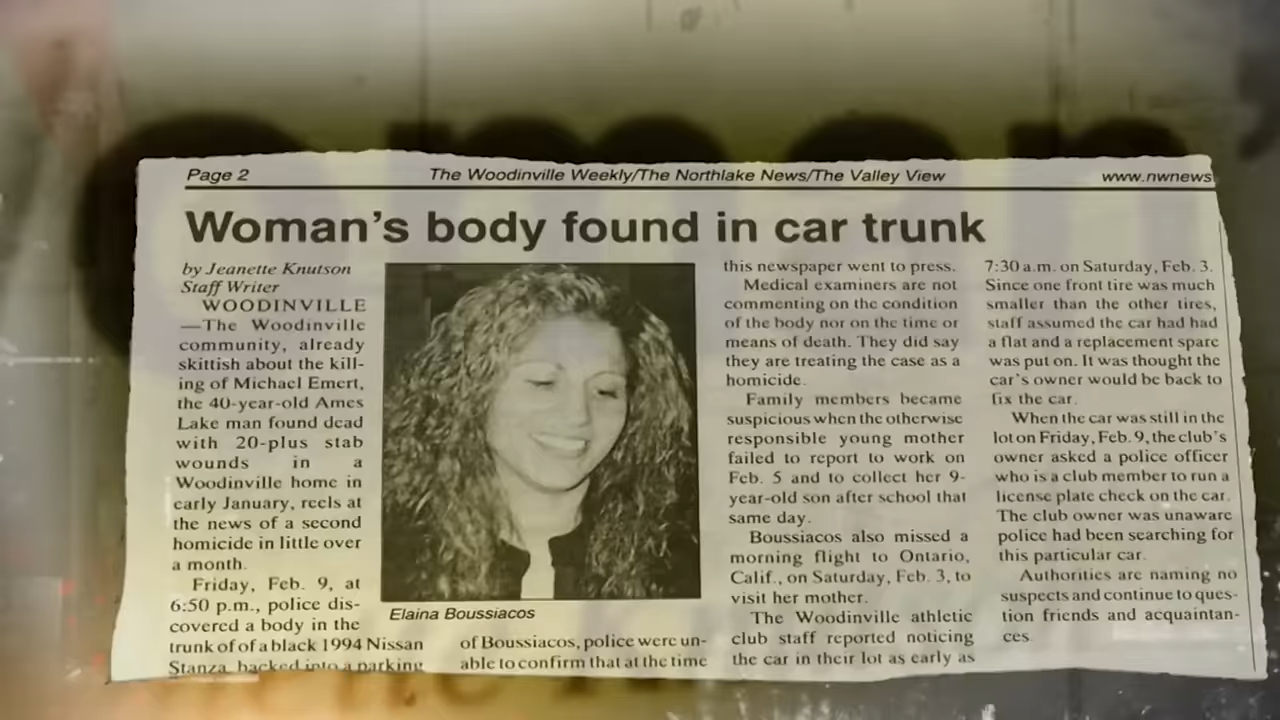 Page 2
The Woodinville Weekly/The Northlake News/The Valley View
www.nwnews
Woman's body found in car trunk
by Jeanette Knutson
Staff Writer
WOODINVILLE
—The Woodinville
community, already
skittish about the kill-
ing of Michael Emert,
the 40-year-old Ames
Lake man found dead
with 20-plus stab
wounds in a
Woodinville home in
early January, reels at
the news of a second
homicide in little over
a month.
Friday, Feb. 9, at
6:50 p.m., police dis-
covered a body in the
trunk of of a black 1994 Nissan
Stanza, backed into a parking
Elaina Boussiacos
of Boussiacos, police were un-
able to confirm that at the time
this newspaper went to press.
Medical examiners are not
commenting on the condition
of the body nor on the time or
means of death. They did say
they are treating the case as a
homicide.
Family members became
suspicious when the otherwise
responsible young mother
failed to report to work on
Feb. 5 and to collect her 9-
year-old son after school that
same day.
Boussiacos also missed a
morning flight to Ontario,
Calif., on Saturday, Feb. 3, to
visit her mother.
The Woodinville athletic
club staff reported noticing
the car in their lot as early as
7:30 a.m. on Saturday, Feb. 3.
Since one front tire was much
smaller than the other tires,
staff assumed the car had had
a flat and a replacement spare
was put on. It was thought the
car's owner would be back to
fix the car.
When the car was still in the
lot on Friday, Feb. 9, the club's
owner asked a police officer
who is a club member to run a
license plate check on the car.
The club owner was unaware
police had been searching for
this particular car.
Authorities are naming no
suspects and continue to ques-
tion friends and acquaintan-
ces.